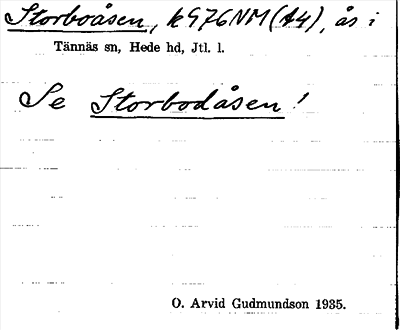 Storboåsen, k976NM(A4), ås i
Tännäs sn, Hede hd, Jtl. l.
Se Storbodåsen!
O. Arvid Gudmundson 1935.